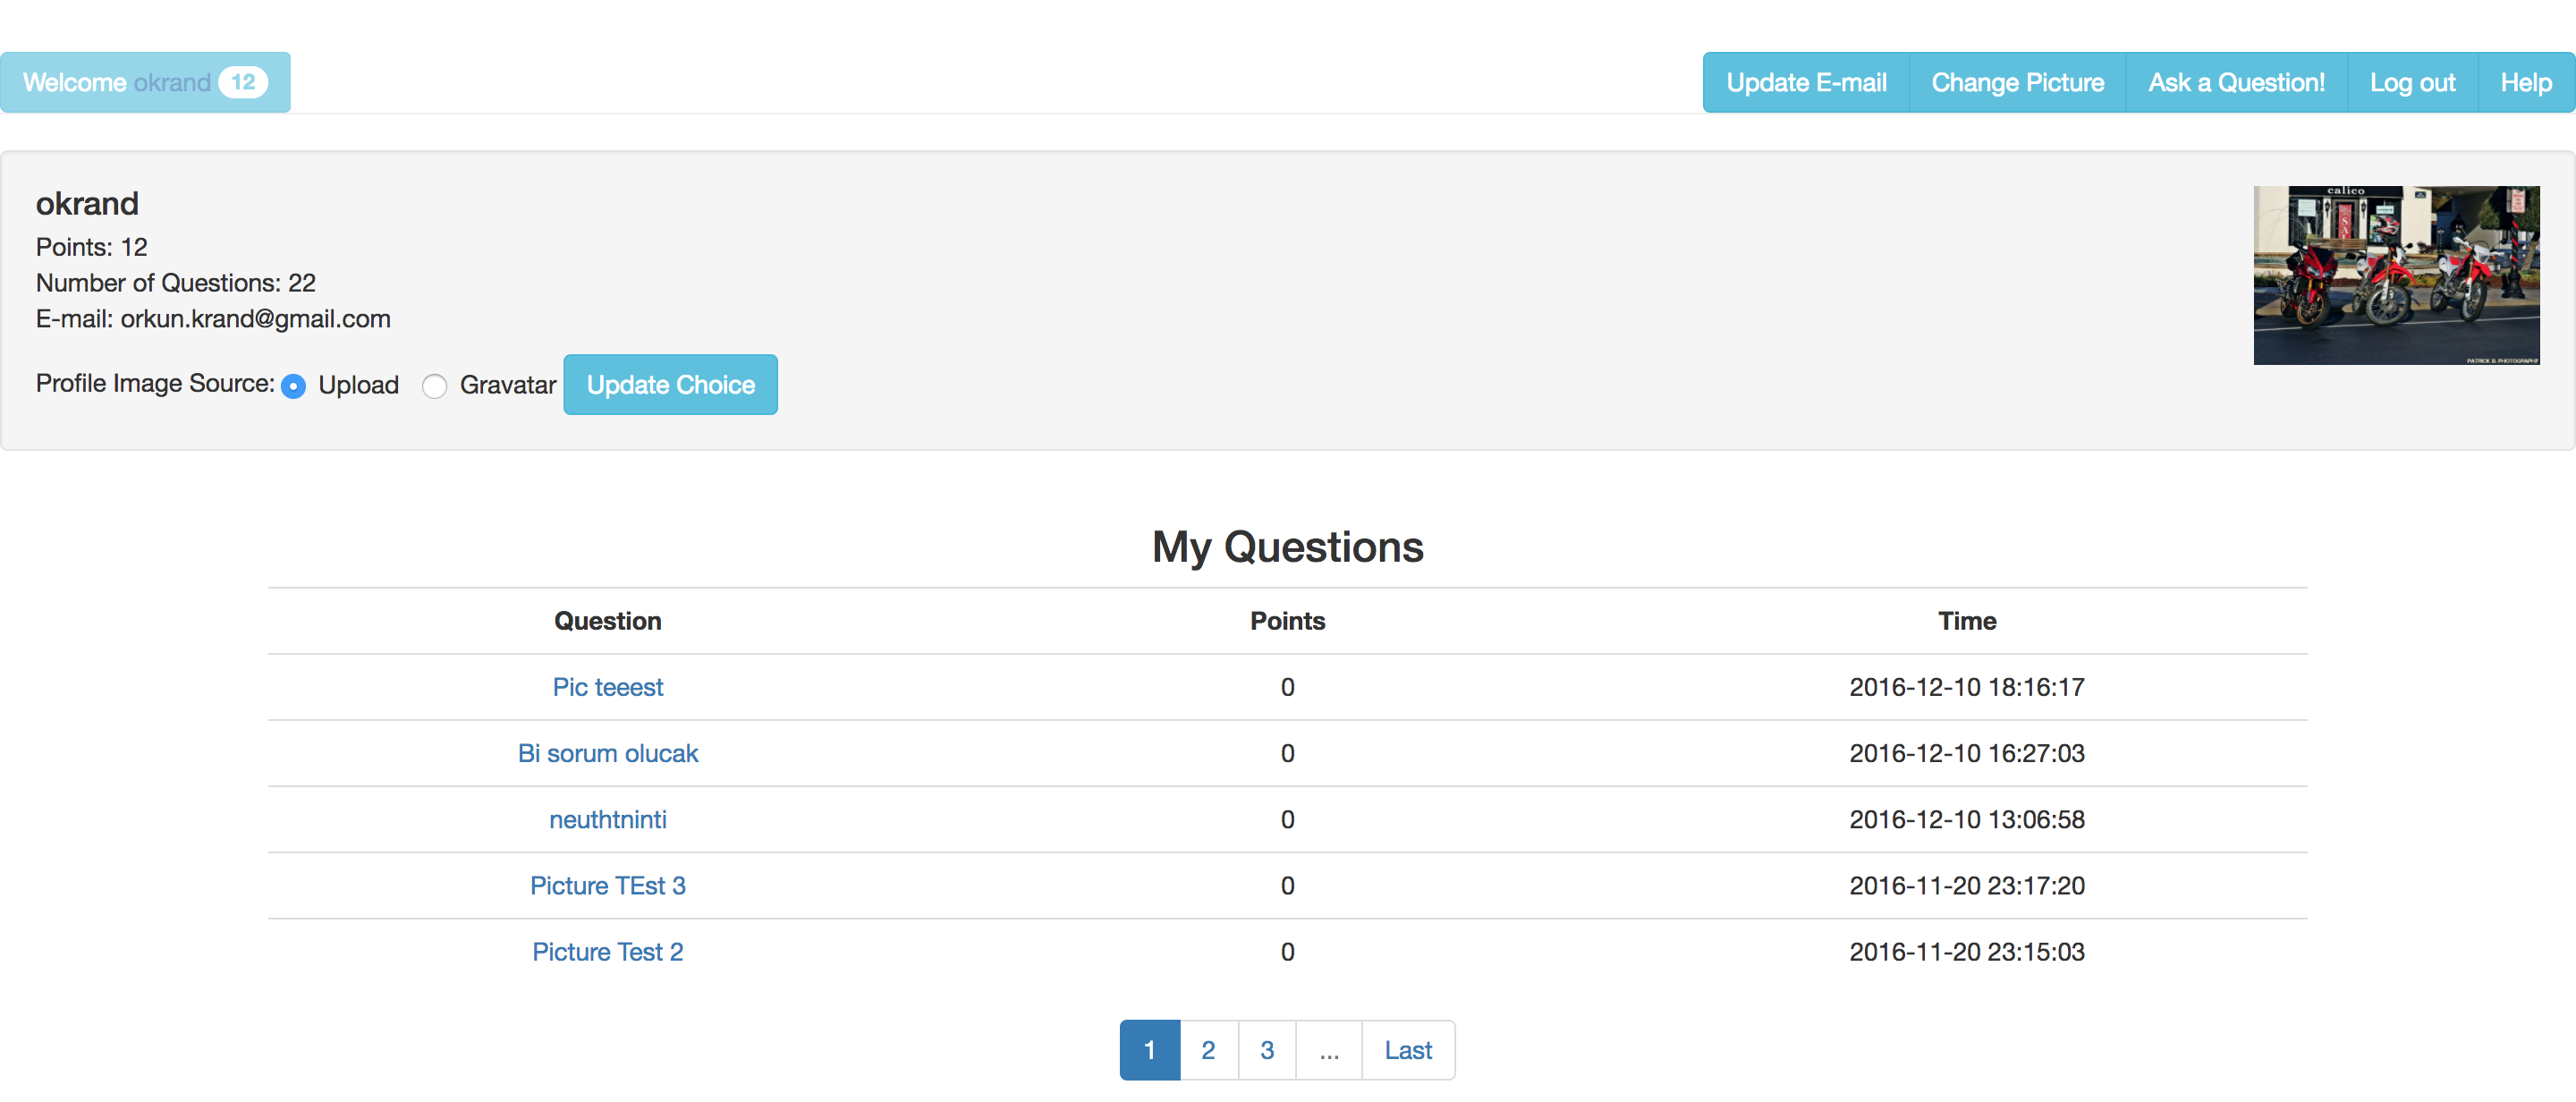 Welcome okrand 12
Update E-mail Change Picture Ask a Question! Log out Help
okrand
Points: 12
Number of Questions: 22
E-mail: orkun.krand@gmail.com
Profile Image Source: Upload Gravatar Update Choice
calico
SALE
PATRICK B. PHOTOGRAPHY
My Questions
Question Points Time
Pic teeest 0 2016-12-10 18:16:17
Bi sorum olucak 0 2016-12-10 16:27:03
neuthtninti 0 2016-12-10 13:06:58
Picture TEst 3 0 2016-11-20 23:17:20
Picture Test 2 0 2016-11-20 23:15:03
1 2 3 ... Last